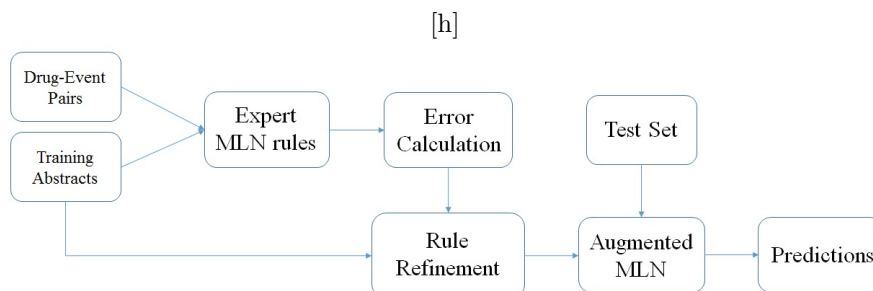 [h]
Drug-Event
Pairs
Training
Abstracts
Expert
MLN rules
Error
Calculation
Test Set
Rule
Refinement
Augmented
MLN
Predictions